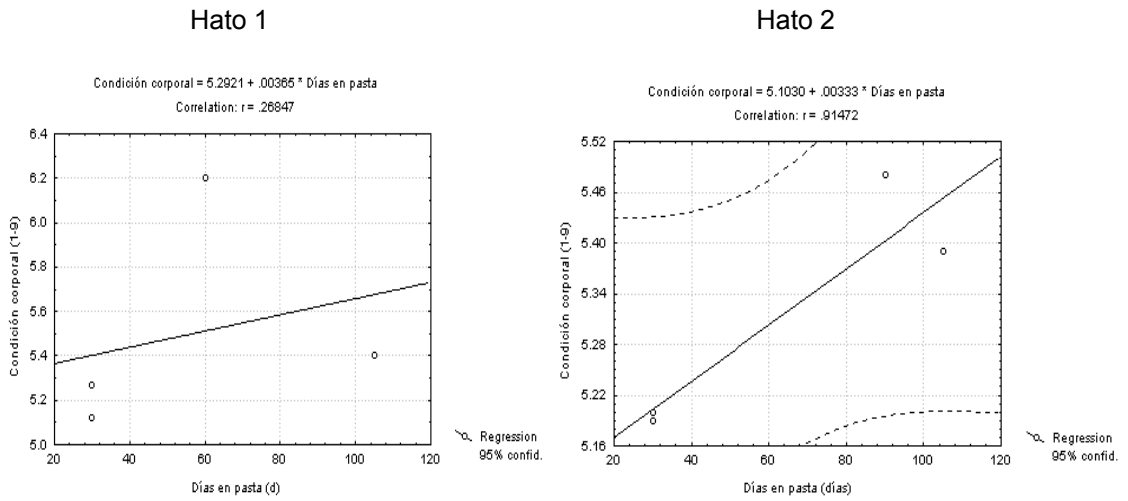 Hato 1
Condición corporal = 5.2921 + .00365 * Días en pasta
Correlation: r = .26847
6.4
6.2
6.0
5.8
5.6
5.4
5.2
5.0
Condición corporal (1-9)
20 40 60 80 100 120
Días en pasta (d)
Regression
95% confid.
Hato 2
Condición corporal = 5.1030 + .00333 * Días en pasta
Correlation: r = .91472
5.52
5.46
5.40
5.34
5.28
5.22
5.16
Condición corporal (1-9)
20 40 60 80 100 120
Días en pasta (días)
Regression
95% confid.